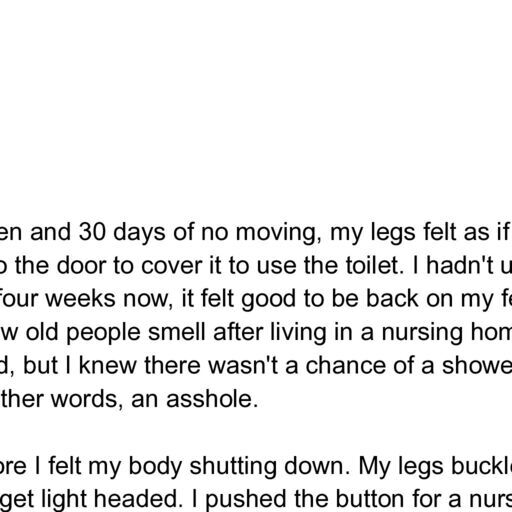 en and 30 days of no moving, my legs felt as if
o the door to cover it to use the toilet. I hadn't u
four weeks now, it felt good to be back on my fe
w old people smell after living in a nursing hom
d, but I knew there wasn't a chance of a showe
ther words, an asshole.
ore I felt my body shutting down. My legs buckle
get light headed. I pushed the button for a nurs